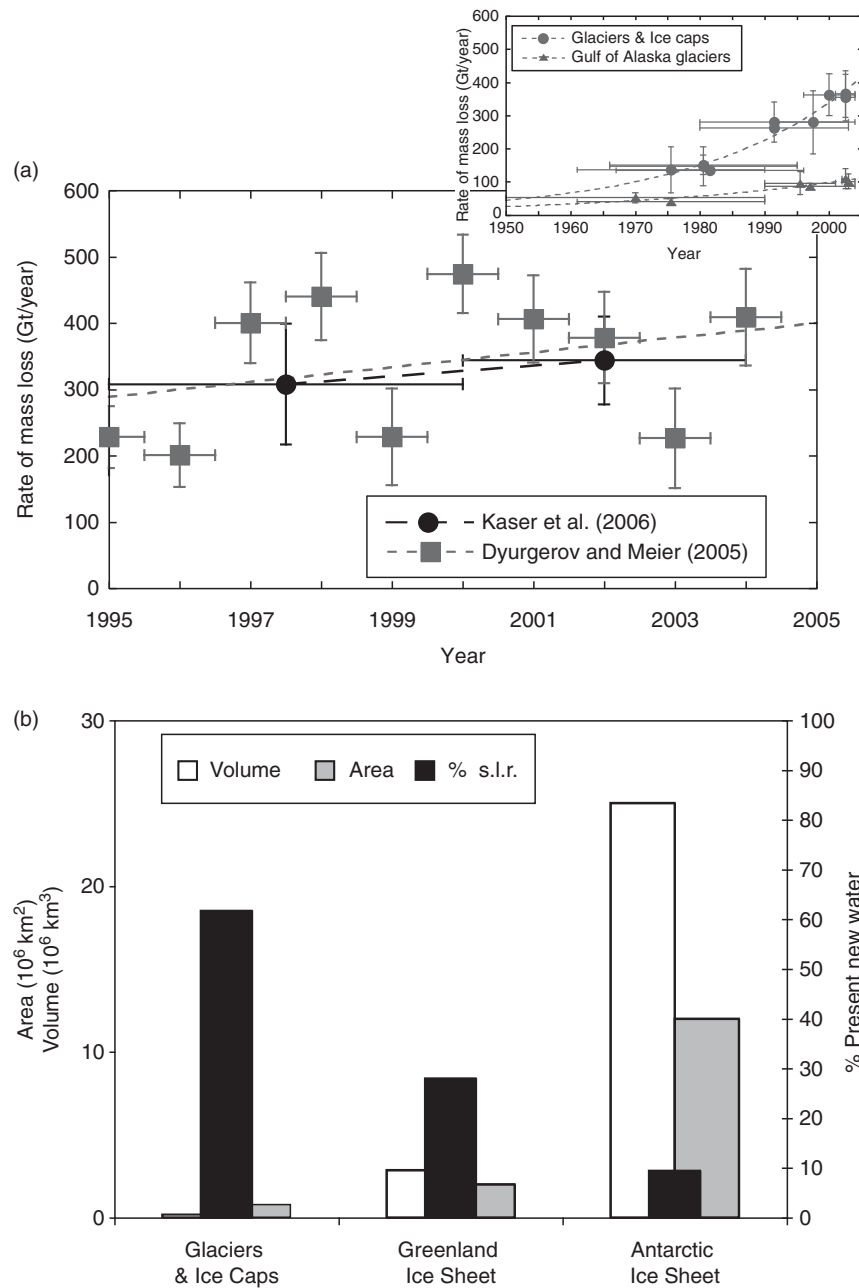 600
500
400
300
200
100
0
Rate of mass loss (Gt/year)
Glaciers & Ice caps
Gulf of Alaska glaciers
1950 1960 1970 1980 1990 2000
Year
(a)
600
500
400
300
200
100
0
Rate of mass loss (Gt/year)
Kaser et al. (2006)
Dyurgerov and Meier (2005)
1995 1997 1999 2001 2003 2005
Year
(b)
30
20
10
0
Area (10⁶ km²)
Volume (10⁶ km³)
Volume Area % s.l.r.
100
90
80
70
60
50
40
30
20
10
0
% Present new water
Glaciers
& Ice Caps
Greenland
Ice Sheet
Antarctic
Ice Sheet